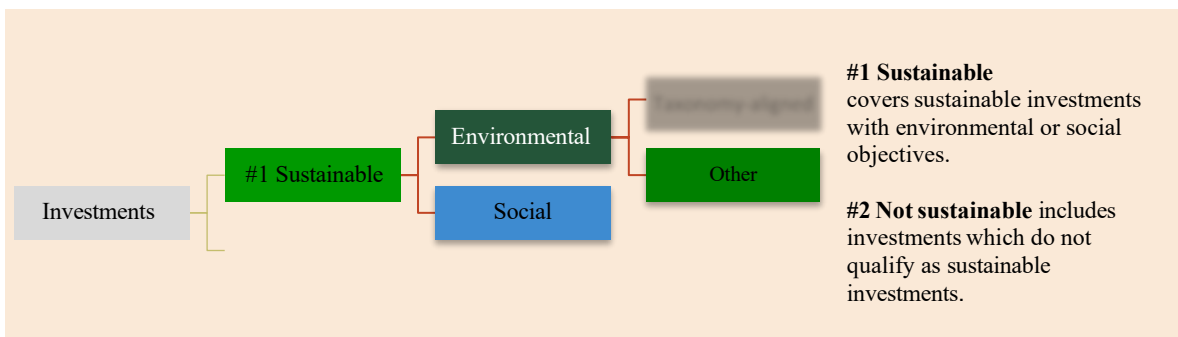 Investments
#1 Sustainable
Environmental
Social
Other
#1 Sustainable
covers sustainable investments
with environmental or social
objectives.
#2 Not sustainable includes
investments which do not
qualify as sustainable
investments.